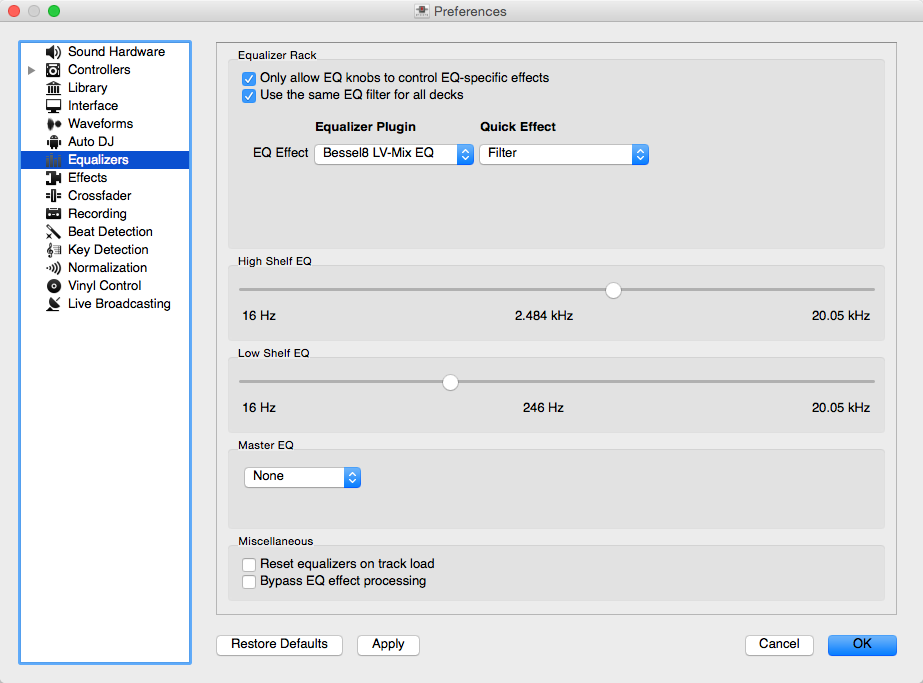 Preferences
Sound Hardware
Controllers
Library
Interface
Waveforms
Auto DJ
Equalizers
Effects
Crossfader
Recording
Beat Detection
Key Detection
Normalization
Vinyl Control
Live Broadcasting
Equalizer Rack
Only allow EQ knobs to control EQ-specific effects
Use the same EQ filter for all decks
Equalizer Plugin Quick Effect
EQ Effect Bessel8 LV-Mix EQ Filter
High Shelf EQ
16 Hz 2.484 kHz 20.05 kHz
Low Shelf EQ
16 Hz 246 Hz 20.05 kHz
Master EQ
None
Miscellaneous
Reset equalizers on track load
Bypass EQ effect processing
Restore Defaults Apply Cancel OK